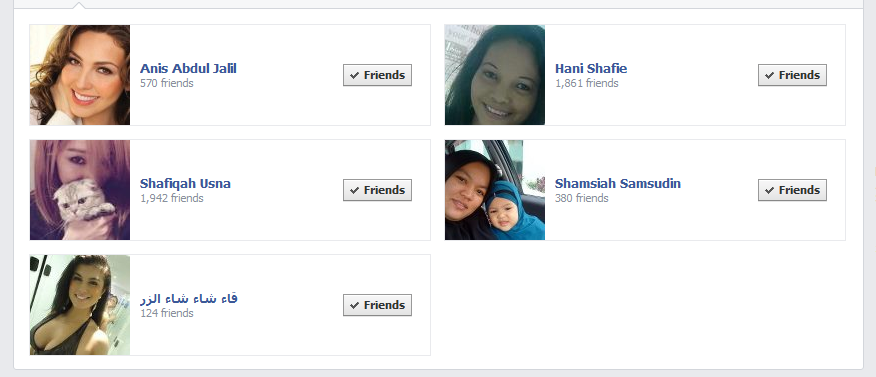 Anis Abdul Jalil
570 friends
Friends
Hani Shafie
1,861 friends
Friends
Shafiqah Usna
1,942 friends
Friends
Shamsiah Samsudin
380 friends
Friends
قاء شاء شاء الزر
124 friends
Friends